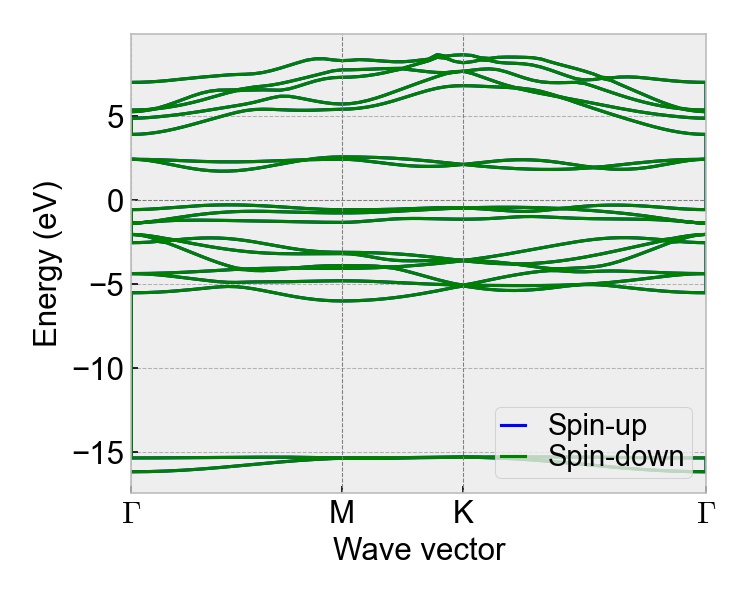 Energy (eV)
5
0
−5
−10
−15
Spin-up
Spin-down
Γ M K Γ
Wave vector